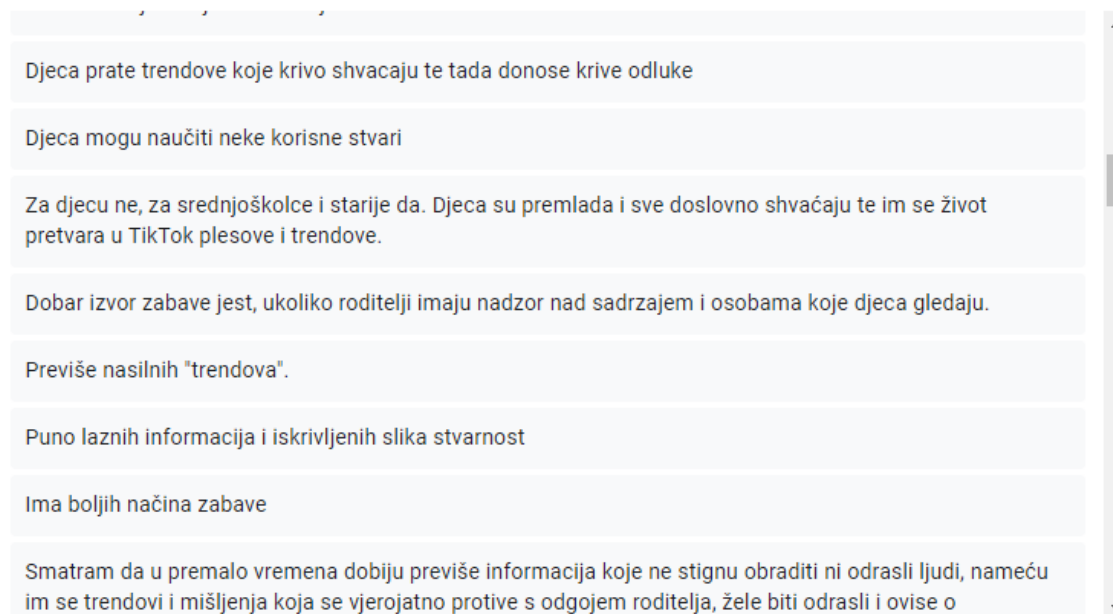 Djeca prate trendove koje krivo shvacaju te tada donose krive odluke
Djeca mogu naučiti neke korisne stvari
Za djecu ne, za srednjoškolce i starije da. Djeca su premlada i sve doslovno shvaćaju te im se život
pretvara u TikTok plesove i trendove.
Dobar izvor zabave jest, ukoliko roditelji imaju nadzor nad sadrzajem i osobama koje djeca gledaju.
Previše nasilnih "trendova".
Puno laznih informacija i iskrivljenih slika stvarnost
Ima boljih načina zabave
Smatram da u premalo vremena dobiju previše informacija koje ne stignu obraditi ni odrasli ljudi, nameću
im se trendovi i mišljenja koja se vjerojatno protive s odgojem roditelja, žele biti odrasli i ovise o